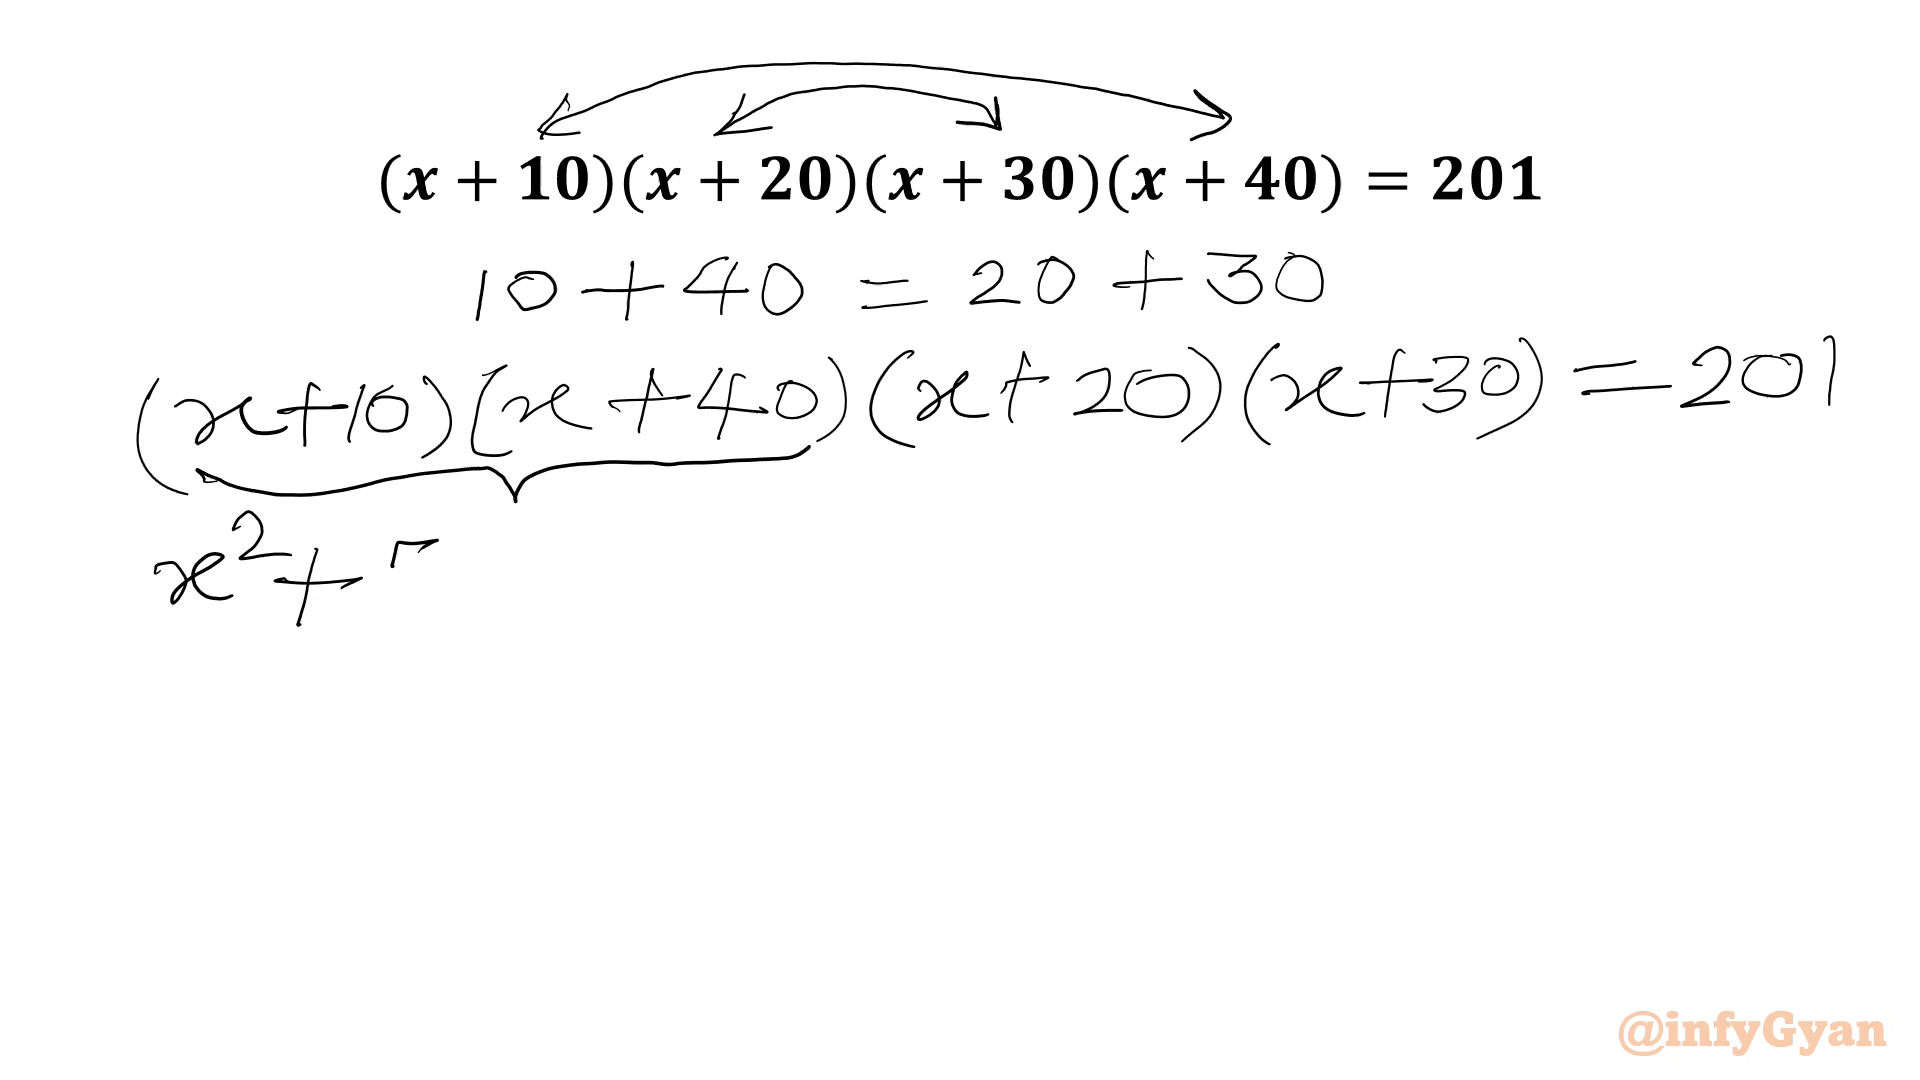 (x + 10)(x + 20)(x + 30)(x + 40) = 201
10 + 40 = 20 + 30
(x+10)(x+40)(x+20)(x+30) = 201
x² +
@infyGyan